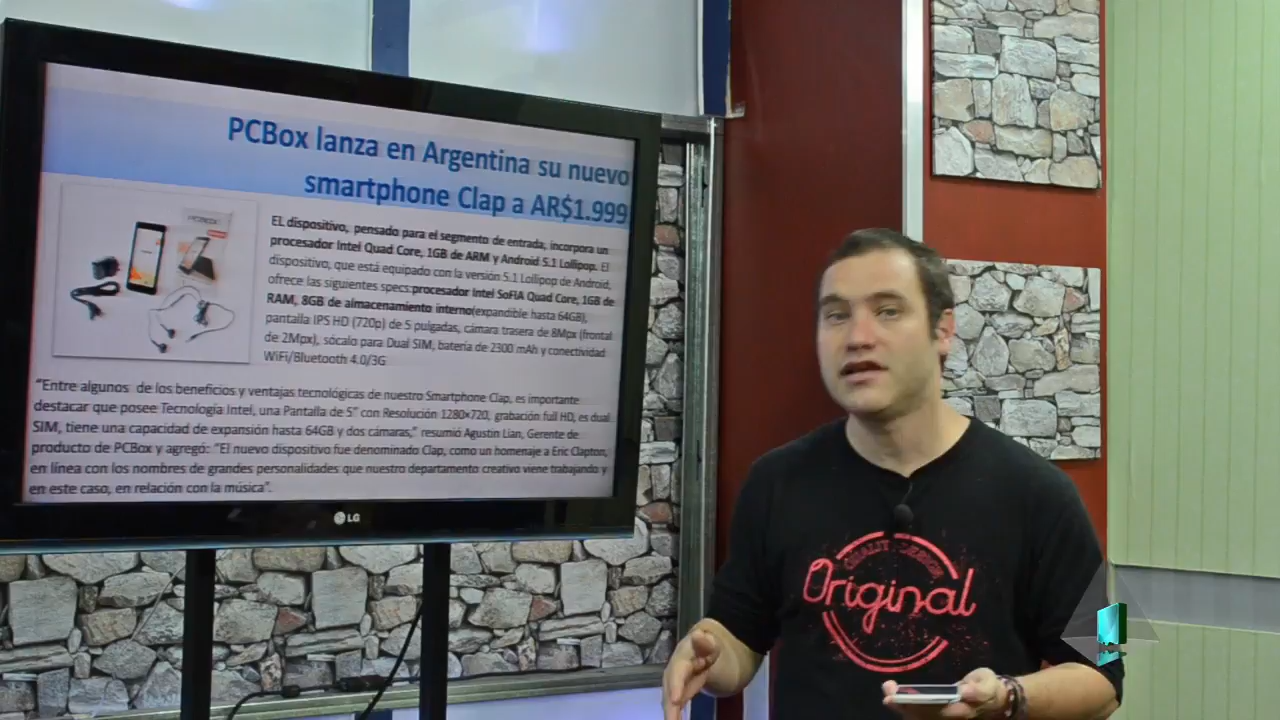 PCBox lanza en Argentina su nuevo
smartphone Clap a AR$1.999
EL dispositivo, pensado para el segmento de entrada, incorpora un
procesador Intel Quad Core, 1GB de ARM y Android 5.1 Lollipop. El
dispositivo, que está equipado con la versión 5.1 Lollipop de Android,
ofrece las siguientes specs:procesador Intel SoFIA Quad Core, 1GB de
RAM, 8GB de almacenamiento interno(expandible hasta 64GB),
pantalla IPS HD (720p) de 5 pulgadas, cámara trasera de 8Mpx (frontal
de 2Mpx), sócalo para Dual SIM, batería de 2300 mAh y conectividad
WiFi/Bluetooth 4.0/3G
“Entre algunos de los beneficios y ventajas tecnológicas de nuestro Smartphone Clap, es importante
destacar que posee Tecnología Intel, una Pantalla de 5” con Resolución 1280×720, grabación full HD, es dual
SIM, tiene una capacidad de expansión hasta 64GB y dos cámaras,” resumió Agustin Lian, Gerente de
producto de PCBox y agregó: “El nuevo dispositivo fue denominado Clap, como un homenaje a Eric Clapton,
en línea con los nombres de grandes personalidades que nuestro departamento creativo viene trabajando y
en este caso, en relación con la música”.
LG
QUALITY DESIGN
Original